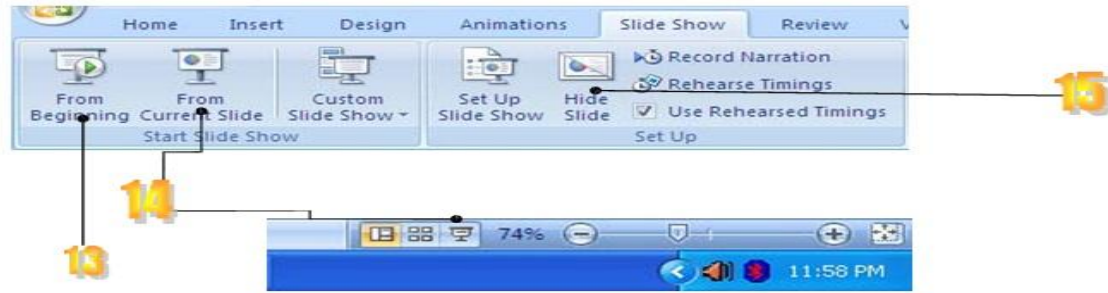 Home Insert Design Animations Slide Show Review V
Record Narration
Rehearse Timings
Use Rehearsed Timings
From Beginning
From Current Slide
Custom Slide Show
Set Up Slide Show
Hide Slide
Start Slide Show
Set Up
15
14
13
74%
11:58 PM